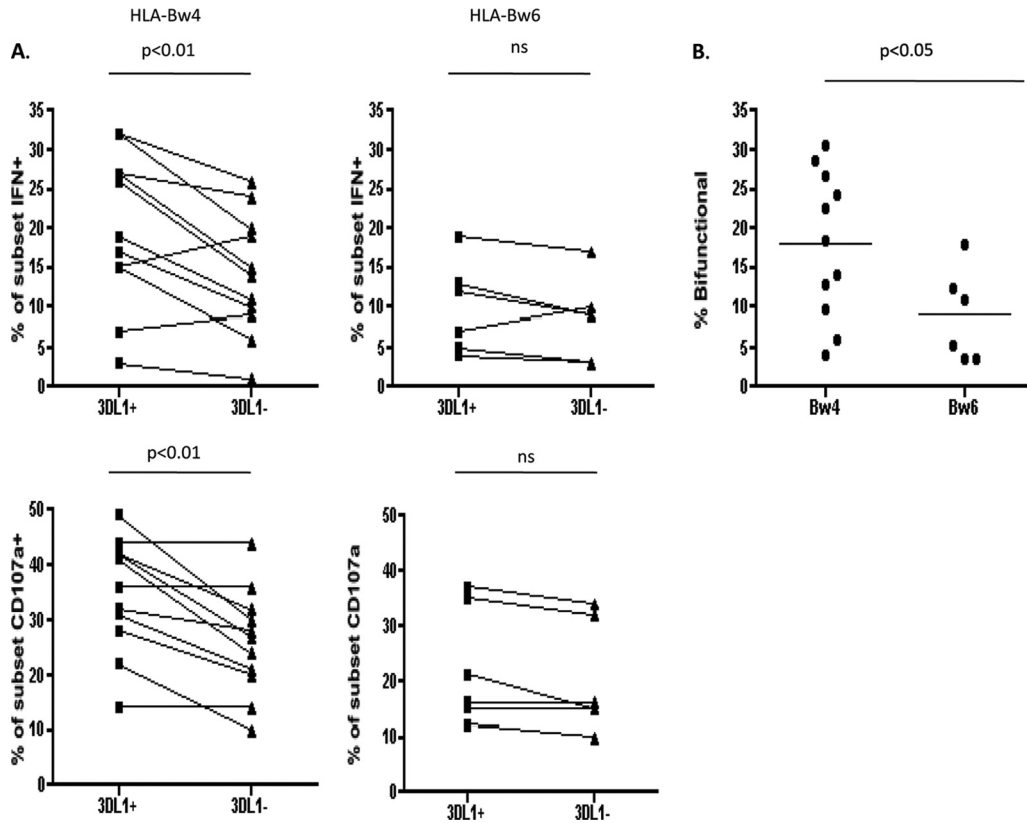 HLA-Bw4
HLA-Bw6
A.
p<0.01
ns
B.
p<0.05
% of subset IFN+
35
30
25
20
15
10
5
0
3DL1+ 3DL1-
% of subset IFN+
35
30
25
20
15
10
5
0
3DL1+ 3DL1-
% Bifunctional
35
30
25
20
15
10
5
0
Bw4 Bw6
p<0.01
ns
% of subset CD107a+
50
40
30
20
10
0
3DL1+ 3DL1-
% of subset CD107a
50
40
30
20
10
0
3DL1+ 3DL1-